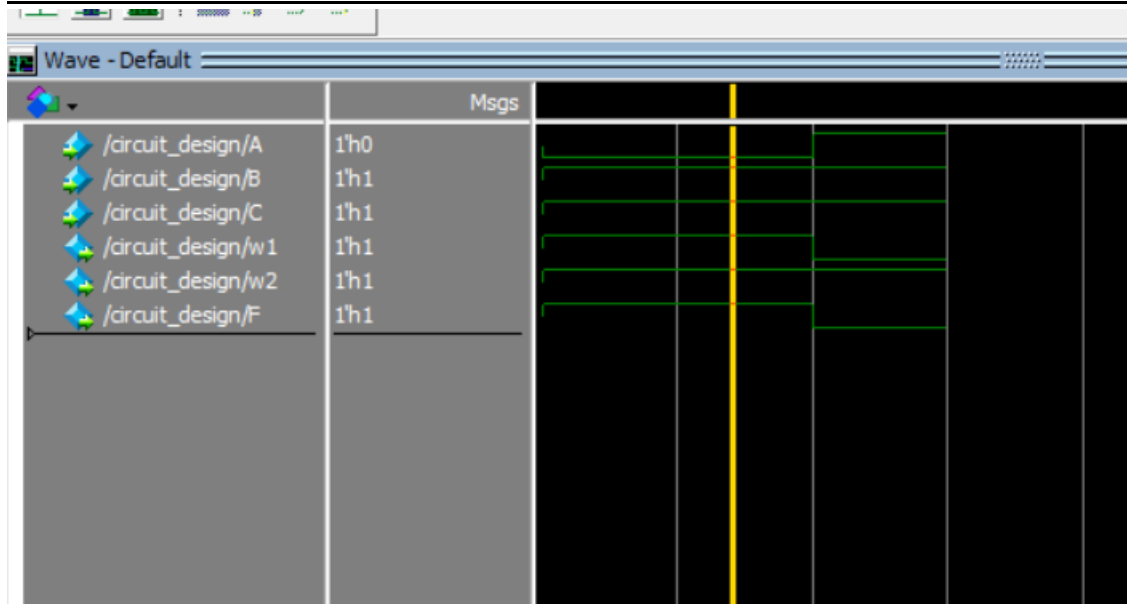 Wave - Default
Msgs
/circuit_design/A 1'h0
/circuit_design/B 1'h1
/circuit_design/C 1'h1
/circuit_design/w1 1'h1
/circuit_design/w2 1'h1
/circuit_design/F 1'h1